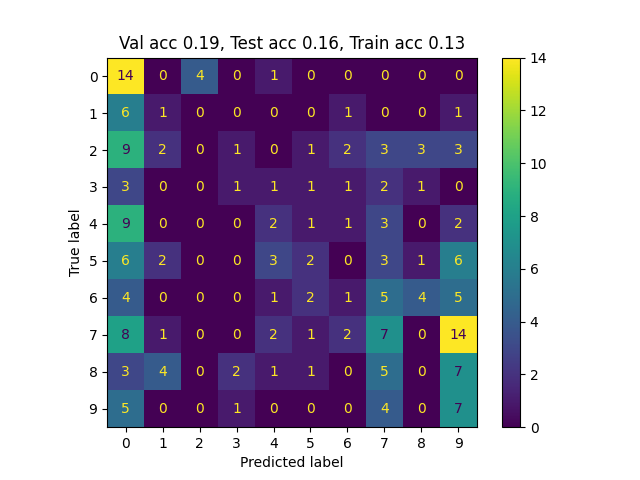 Val acc 0.19, Test acc 0.16, Train acc 0.13
True label
0 14 0 4 0 1 0 0 0 0 0
1 6 1 0 0 0 0 1 0 0 1
2 9 2 0 1 0 1 2 3 3 3
3 3 0 0 1 1 1 1 2 1 0
4 9 0 0 0 2 1 1 3 0 2
5 6 2 0 0 3 2 0 3 1 6
6 4 0 0 0 1 2 1 5 4 5
7 8 1 0 0 2 1 2 7 0 14
8 3 4 0 2 1 1 0 5 0 7
9 5 0 0 1 0 0 0 4 0 7
0 1 2 3 4 5 6 7 8 9
Predicted label
14
12
10
8
6
4
2
0